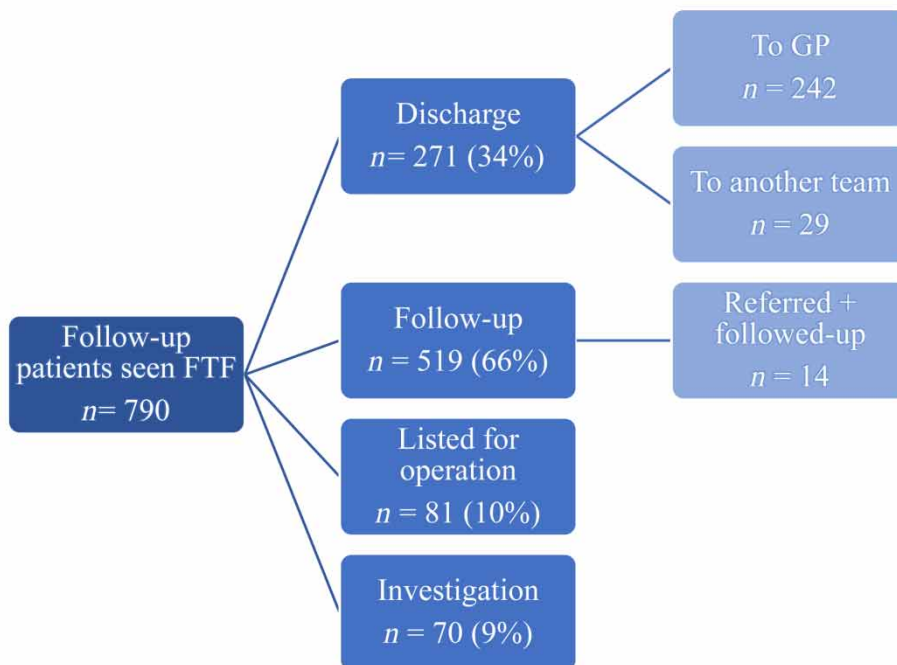 Follow-up
patients seen FTF
n= 790
Discharge
n= 271 (34%)
To GP
n = 242
To another team
n = 29
Follow-up
n = 519 (66%)
Referred +
followed-up
n = 14
Listed for
operation
n = 81 (10%)
Investigation
n = 70 (9%)